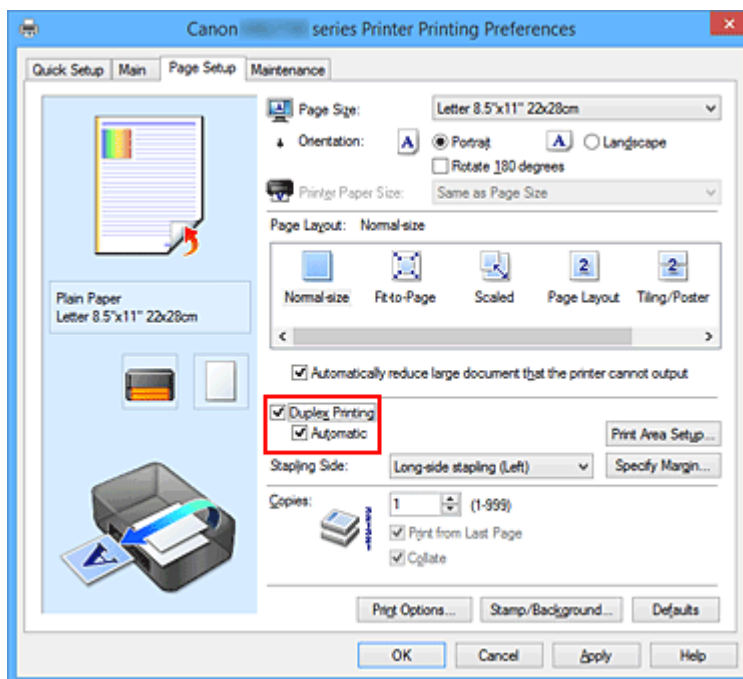 Canon series Printer Printing Preferences
Quick Setup Main Page Setup Maintenance
Page Size: Letter 8.5"x11" 22x28cm
Orientation: A Portrait A Landscape
Rotate 180 degrees
Printer Paper Size: Same as Page Size
Page Layout: Normal-size
2 2
Normal-size Fit-to-Page Scaled Page Layout Tiling/Poster
Plain Paper
Letter 8.5"x11" 22x28cm
Automatically reduce large document that the printer cannot output
Duplex Printing
Automatic
Print Area Setup...
Stapling Side: Long-side stapling (Left) Specify Margin...
Copies: 1 (1-999)
Print from Last Page
Collate
A
Print Options... Stamp/Background... Defaults
OK Cancel Apply Help